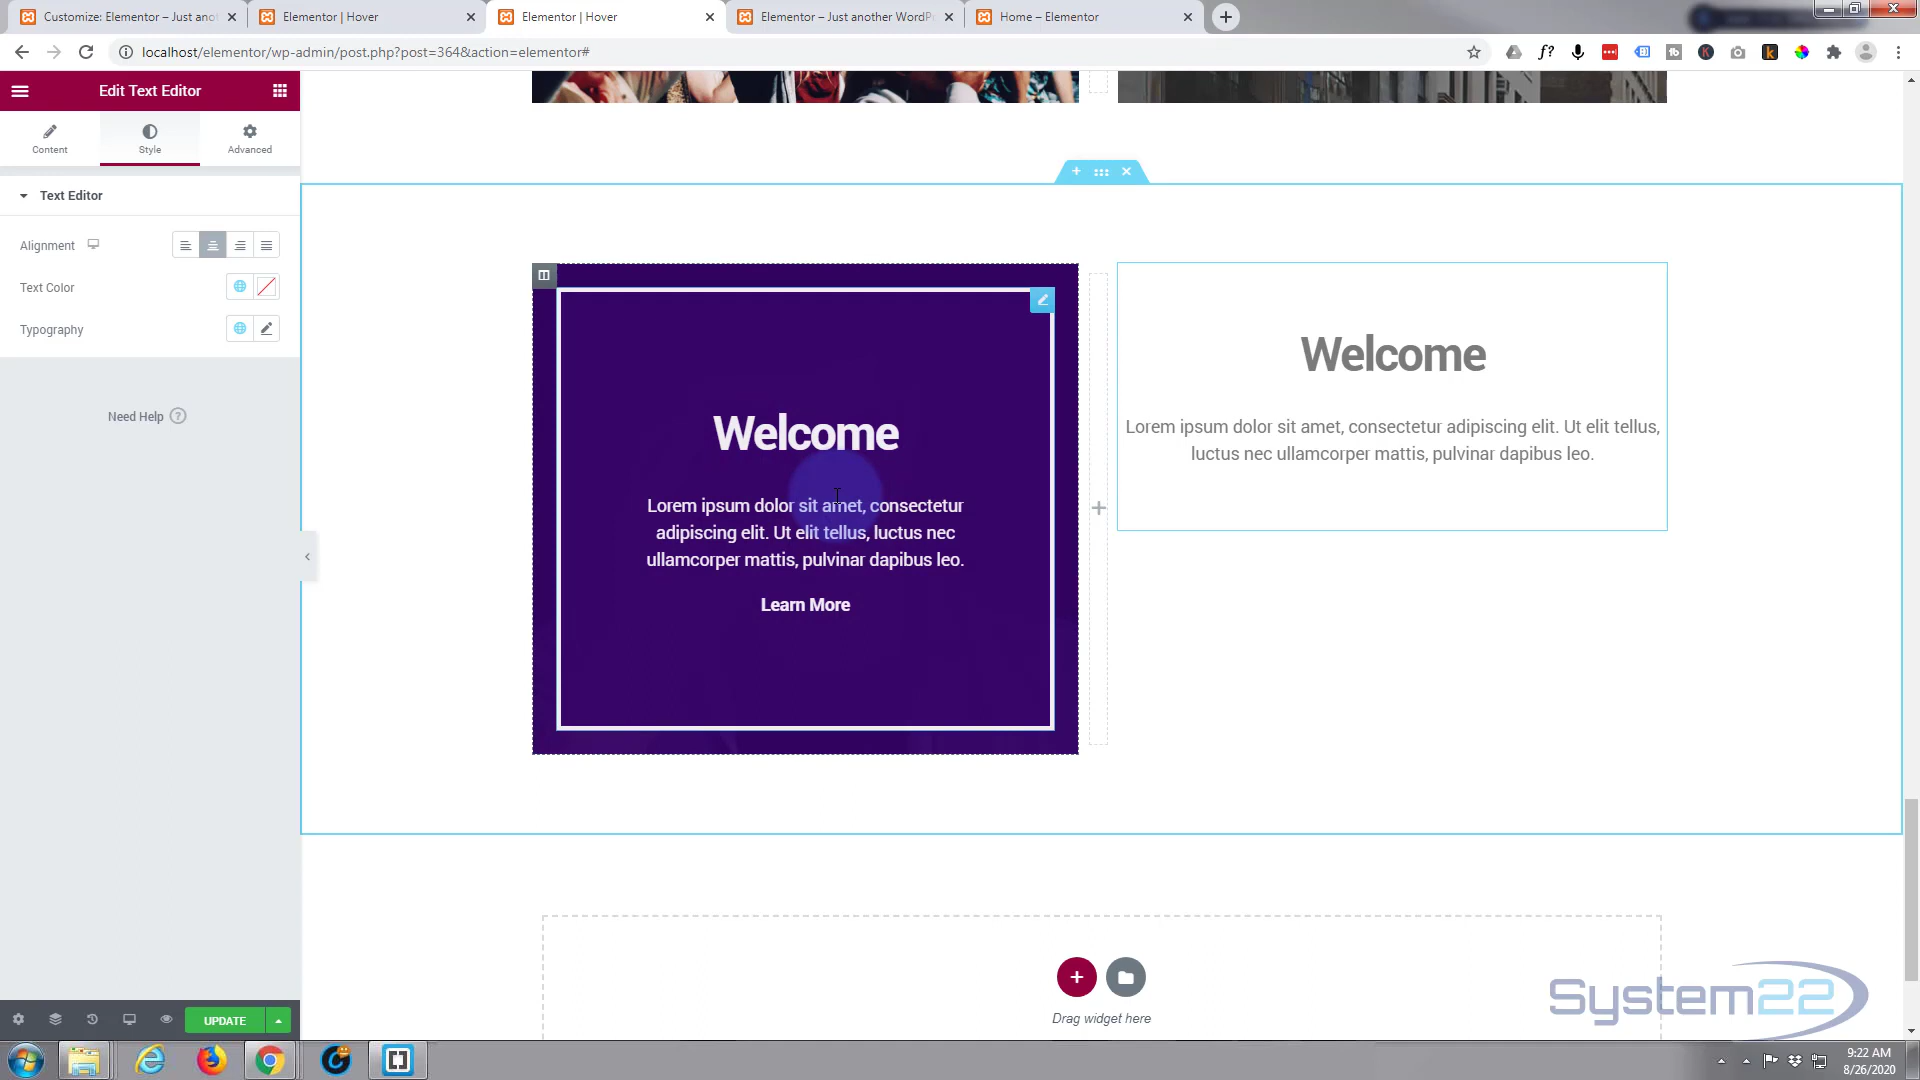 Customize: Elementor – Just anot
Elementor | Hover
Elementor | Hover
Elementor – Just another WordP
Home – Elementor
localhost/elementor/wp-admin/post.php?post=364&action=elementor#
Edit Text Editor
Content
Style
Advanced
Text Editor
Alignment
Text Color
Typography
Need Help
Welcome
Lorem ipsum dolor sit amet, consectetur
adipiscing elit. Ut elit tellus, luctus nec
ullamcorper mattis, pulvinar dapibus leo.
Learn More
Welcome
Lorem ipsum dolor sit amet, consectetur adipiscing elit. Ut elit tellus,
luctus nec ullamcorper mattis, pulvinar dapibus leo.
Drag widget here
UPDATE
System22
9:22 AM
8/26/2020